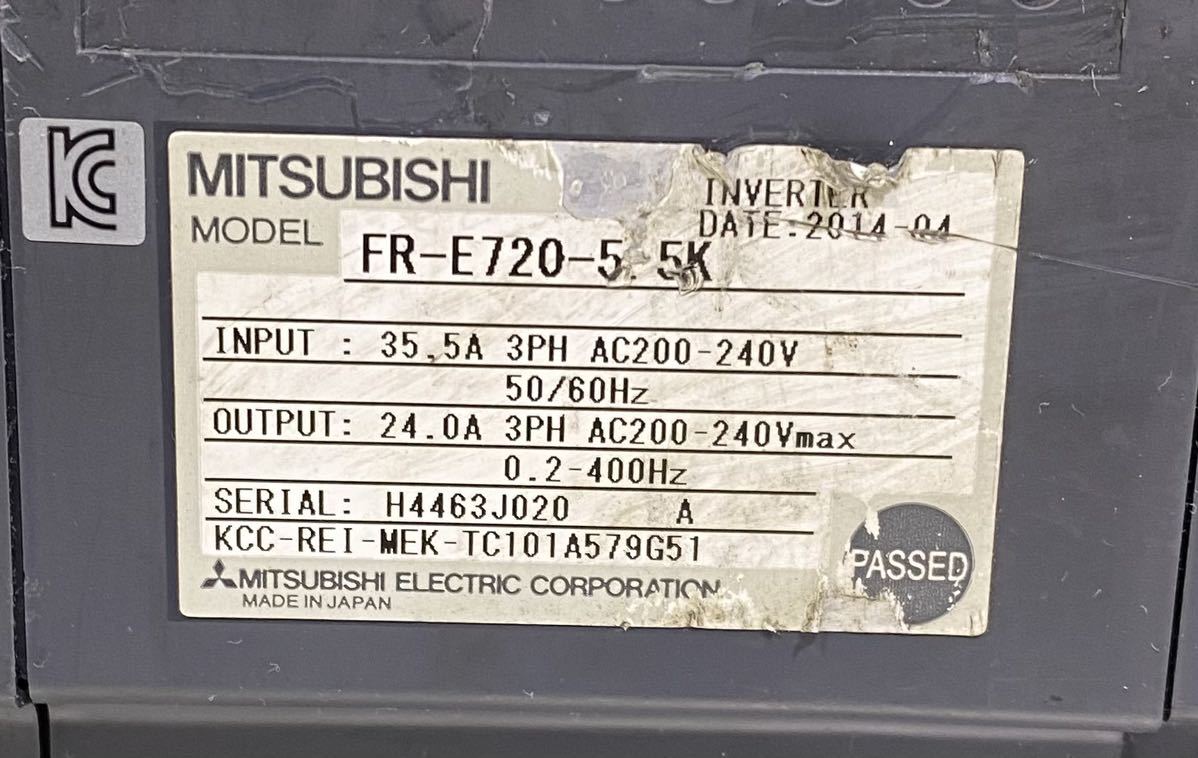 KC
MITSUBISHI
INVERTER
DATE:2014-04
MODEL FR-E720-5.5K
INPUT : 35.5A 3PH AC200-240V
50/60Hz
OUTPUT: 24.0A 3PH AC200-240Vmax
0.2-400Hz
SERIAL: H4463J020 A
KCC-REI-MEK-TC101A579G51
PASSED
MITSUBISHI ELECTRIC CORPORATION
MADE IN JAPAN